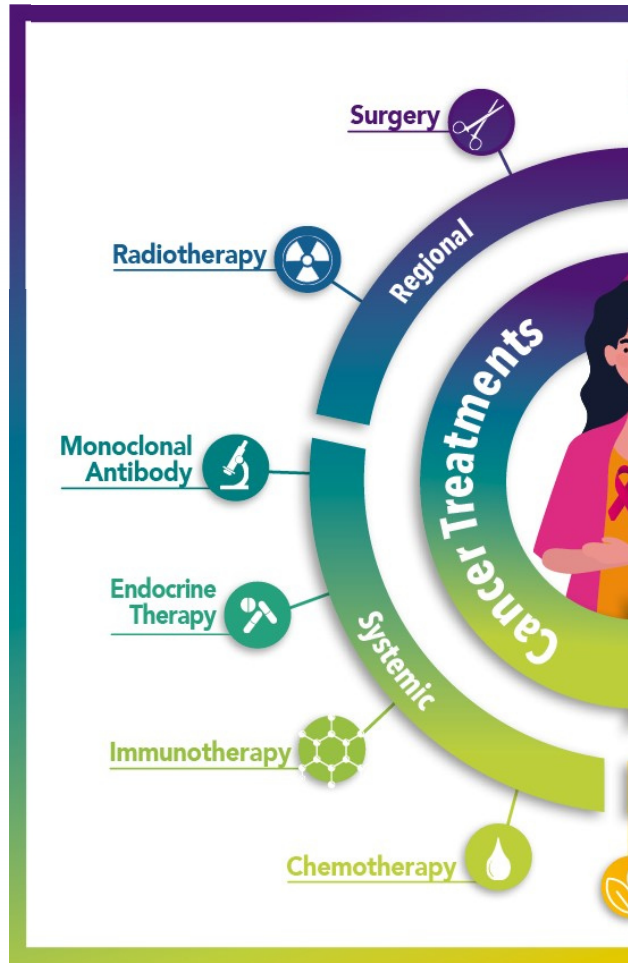 Surgery
Radiotherapy
Regional
Monoclonal
Antibody
Cancer Treatments
Endocrine
Therapy
Systemic
Immunotherapy
Chemotherapy